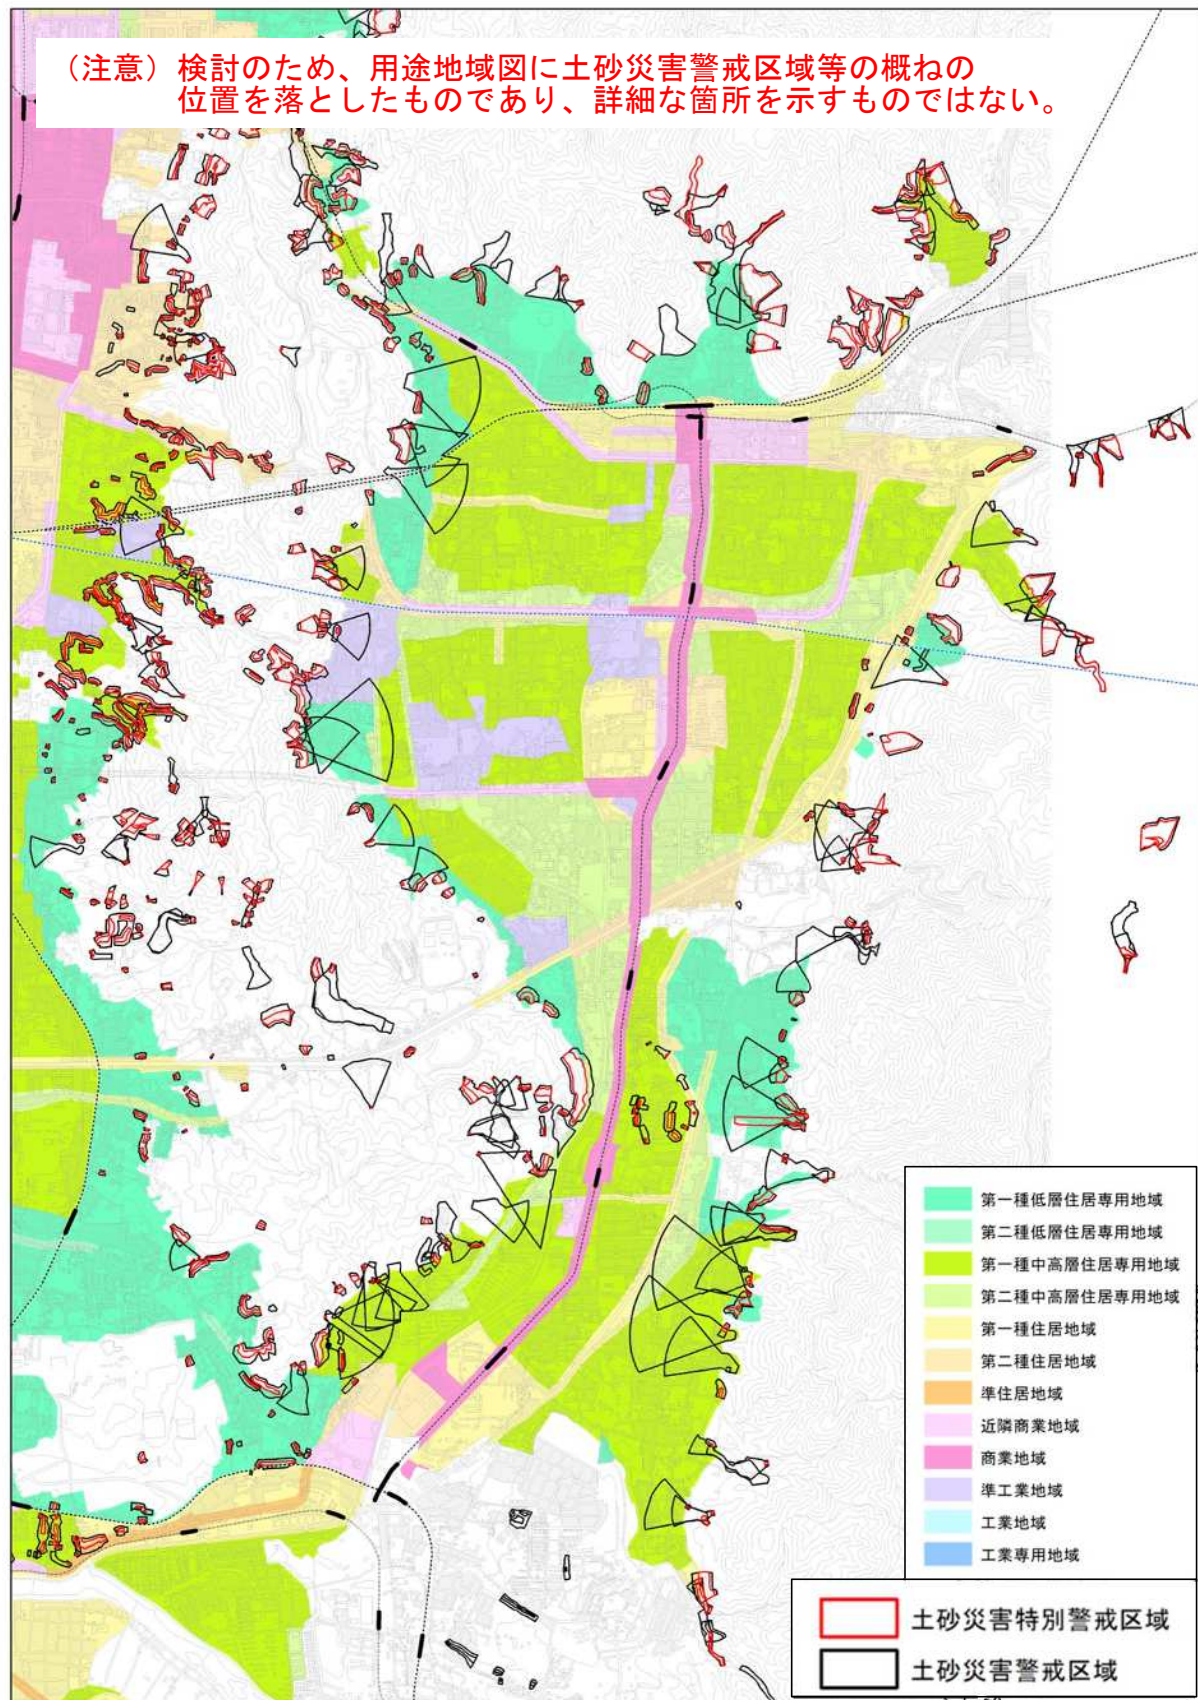 （注意）検討のため、用途地域図に土砂災害警戒区域等の概ねの
位置を落としたものであり、詳細な箇所を示すものではない。
第一種低層住居専用地域
第二種低層住居専用地域
第一種中高層住居専用地域
第二種中高層住居専用地域
第一種住居地域
第二種住居地域
準住居地域
近隣商業地域
商業地域
準工業地域
工業地域
工業専用地域
土砂災害特別警戒区域
土砂災害警戒区域